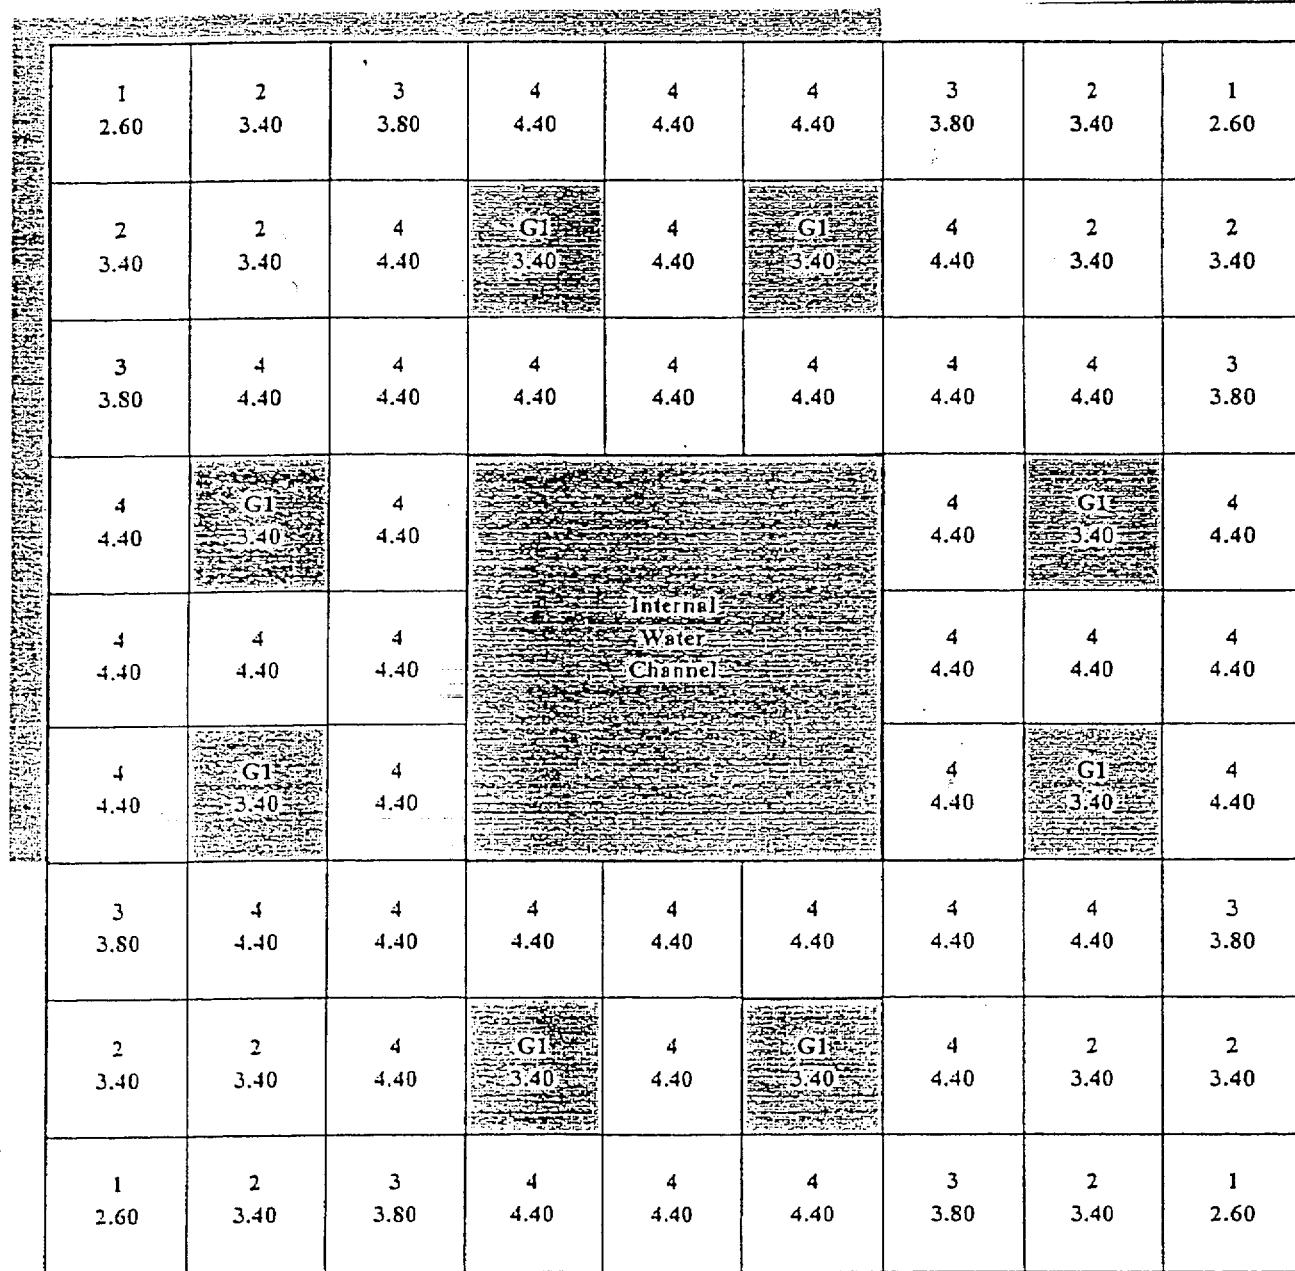 1 2 3 4 4 4 3 2 1
2.60 3.40 3.80 4.40 4.40 4.40 3.80 3.40 2.60
2 2 4 G1 4 G1 4 2 2
3.40 3.40 4.40 3.40 4.40 3.40 4.40 3.40 3.40
3 4 4 4 4 4 4 4 3
3.80 4.40 4.40 4.40 4.40 4.40 4.40 4.40 3.80
4 G1 4 4 G1 4
4.40 3.40 4.40 4.40 3.40 4.40
Internal
Water
Channel
4 4 4 4 4 4
4.40 4.40 4.40 4.40 4.40 4.40
4 G1 4 4 G1 4
4.40 3.40 4.40 4.40 3.40 4.40
3 4 4 4 4 4 4 4 3
3.80 4.40 4.40 4.40 4.40 4.40 4.40 4.40 3.80
2 2 4 G1 4 G1 4 2 2
3.40 3.40 4.40 3.40 4.40 3.40 4.40 3.40 3.40
1 2 3 4 4 4 3 2 1
2.60 3.40 3.80 4.40 4.40 4.40 3.80 3.40 2.60